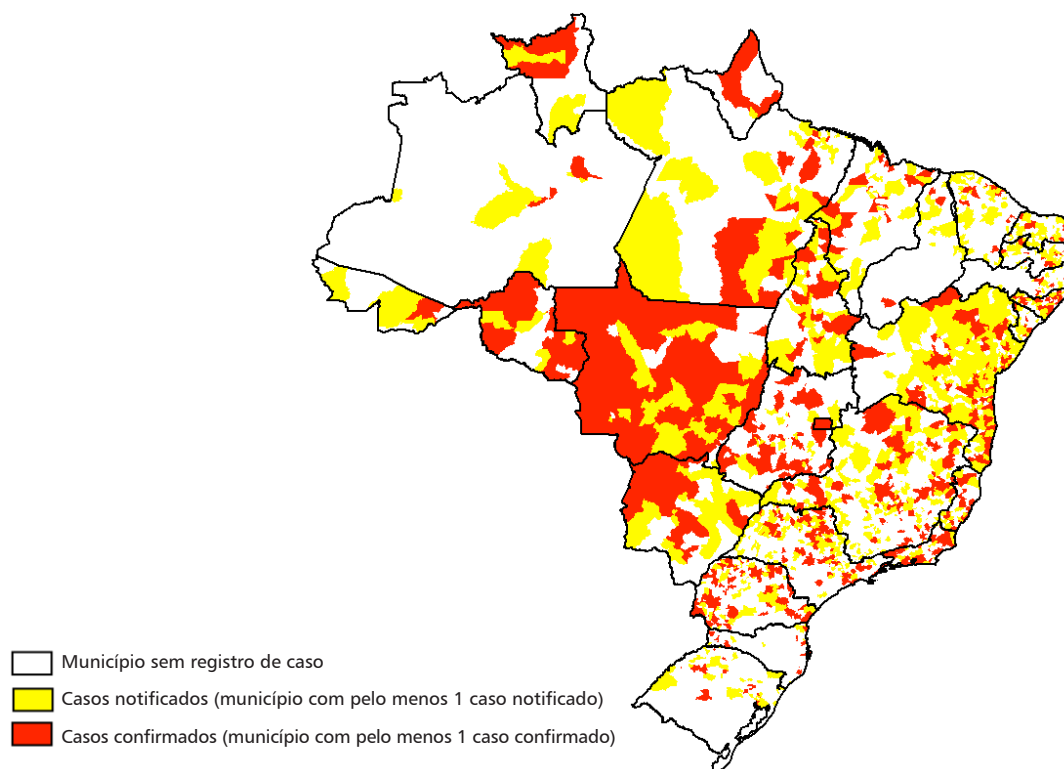 Município sem registro de caso
Casos notificados (município com pelo menos 1 caso notificado)
Casos confirmados (município com pelo menos 1 caso confirmado)